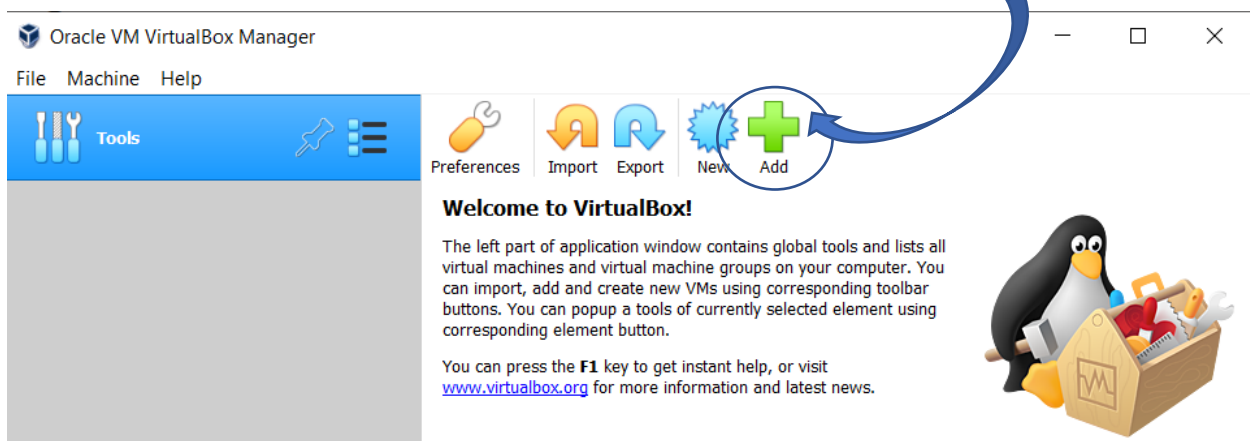 Oracle VM VirtualBox Manager
File Machine Help
Tools
Preferences Import Export New Add
Welcome to VirtualBox!
The left part of application window contains global tools and lists all
virtual machines and virtual machine groups on your computer. You
can import, add and create new VMs using corresponding toolbar
buttons. You can popup a tools of currently selected element using
corresponding element button.
You can press the F1 key to get instant help, or visit
www.virtualbox.org for more information and latest news.